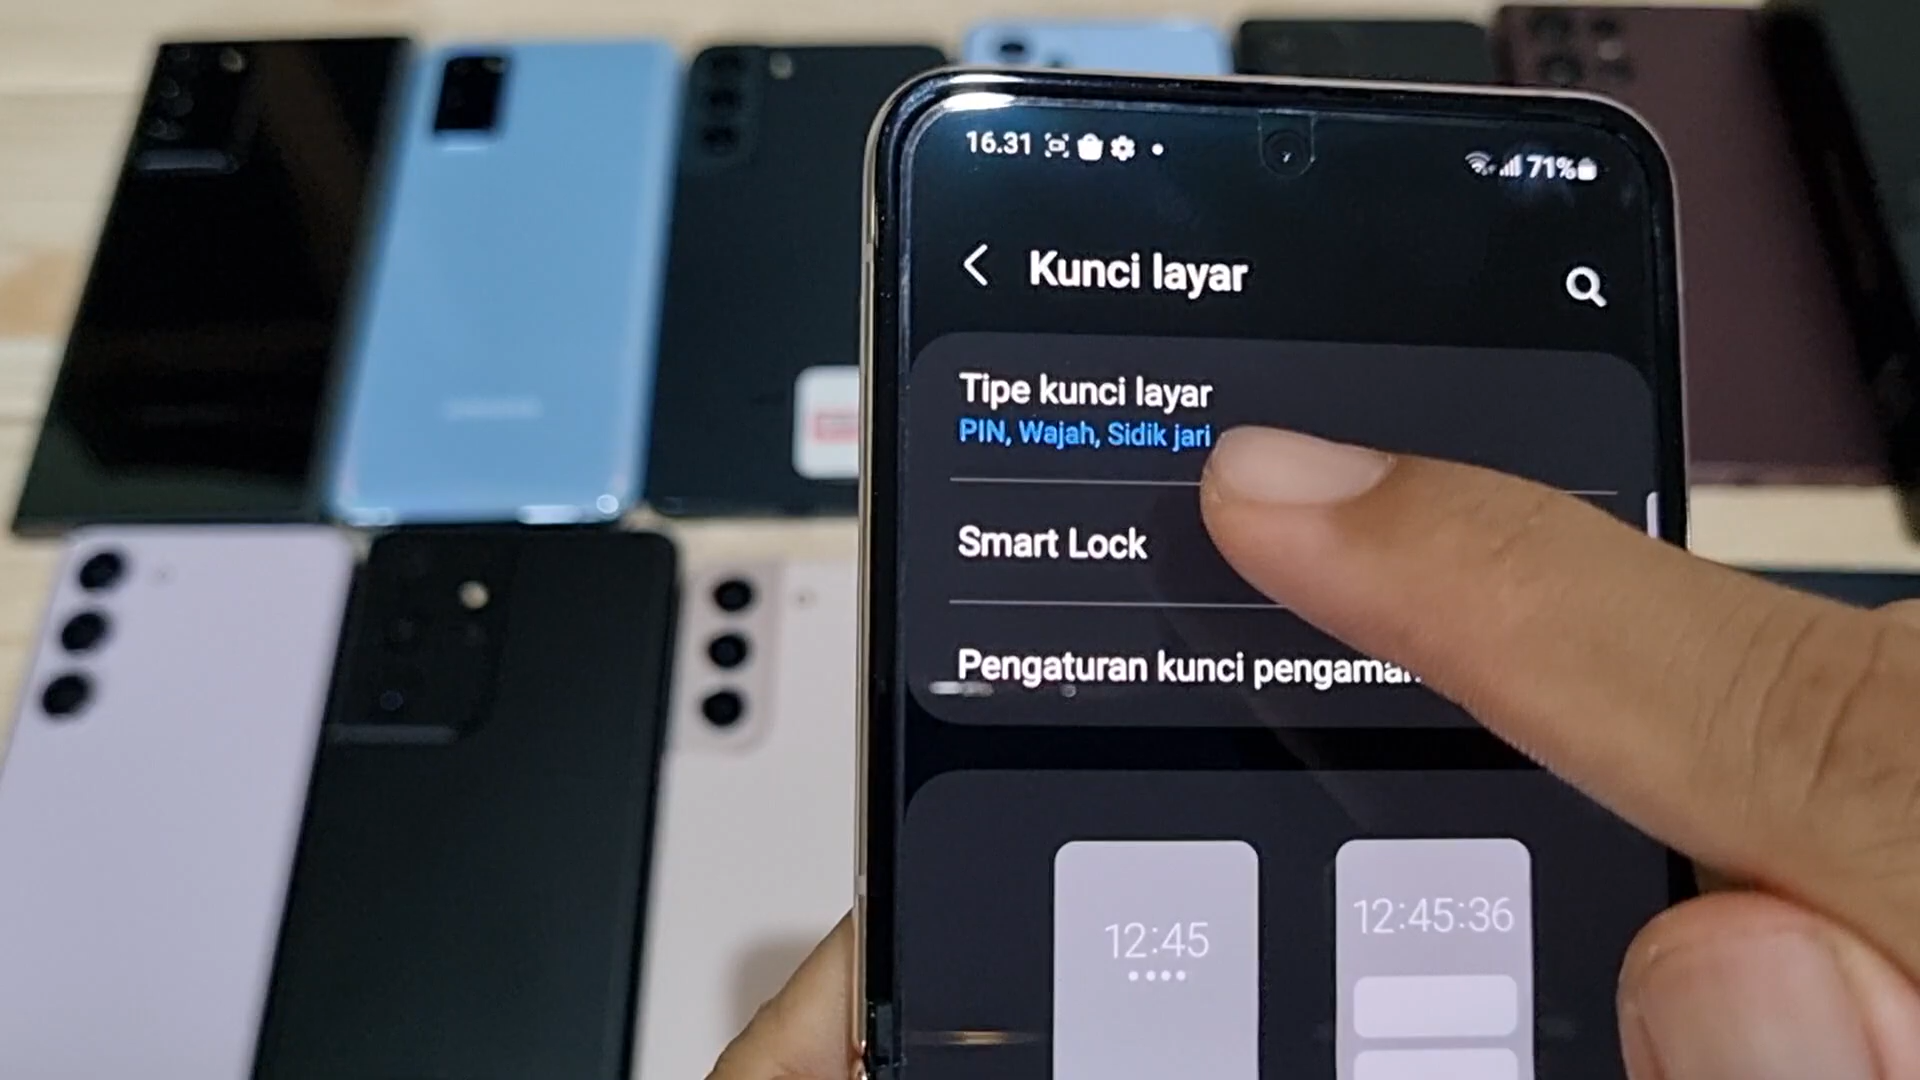 16.31
71%
Kunci layar
Tipe kunci layar
PIN, Wajah, Sidik jari
Smart Lock
Pengaturan kunci
12:45
12:45:36